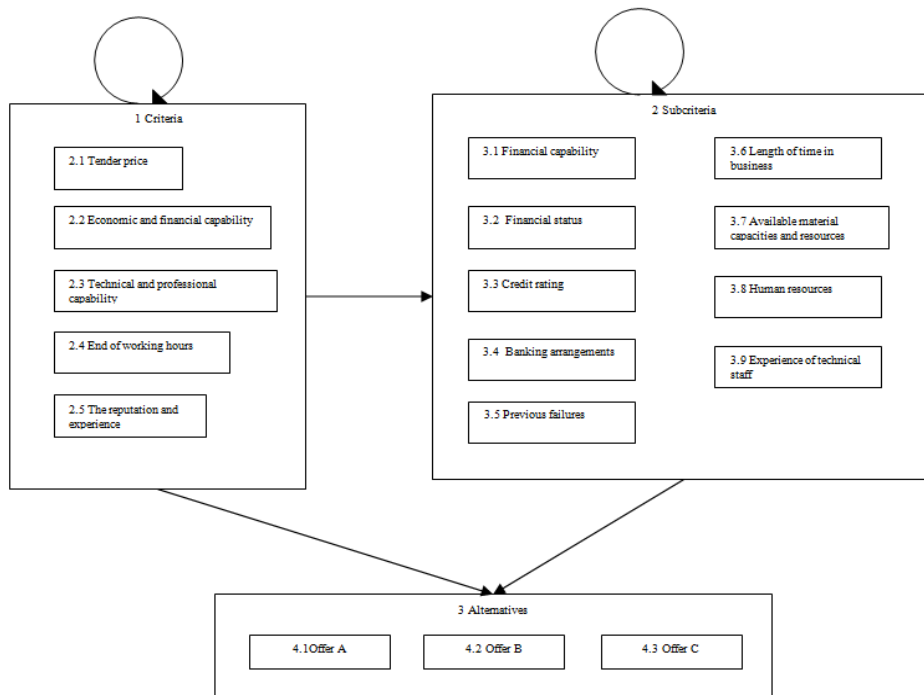 1 Criteria
2.1 Tender price
2.2 Economic and financial capability
2.3 Technical and professional
capability
2.4 End of working hours
2.5 The reputation and
experience
2 Subcriteria
3.1 Financial capability
3.2 Financial status
3.3 Credit rating
3.4 Banking arrangements
3.5 Previous failures
3.6 Length of time in
business
3.7 Available material
capacities and resources
3.8 Human resources
3.9 Experience of technical
staff
3 Alternatives
4.1Offer A
4.2 Offer B
4.3 Offer C